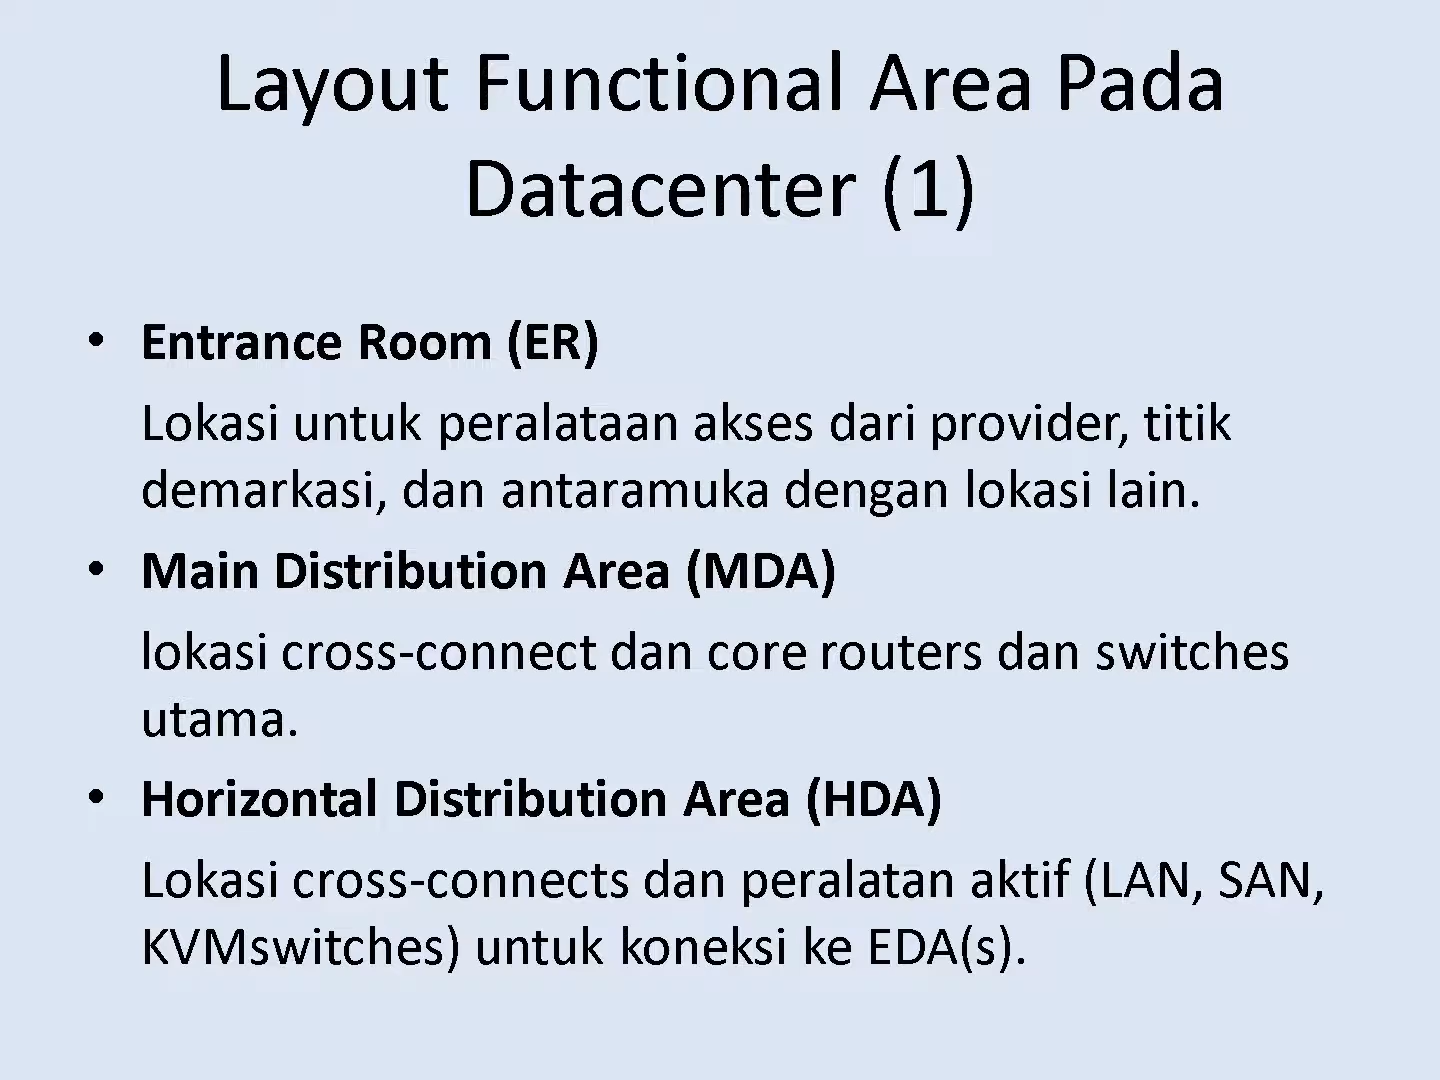 Layout Functional Area Pada
Datacenter (1)
• Entrance Room (ER)
Lokasi untuk peralataan akses dari provider, titik
demarkasi, dan antaramuka dengan lokasi lain.
• Main Distribution Area (MDA)
lokasi cross-connect dan core routers dan switches
utama.
• Horizontal Distribution Area (HDA)
Lokasi cross-connects dan peralatan aktif (LAN, SAN,
KVMswitches) untuk koneksi ke EDA(s).